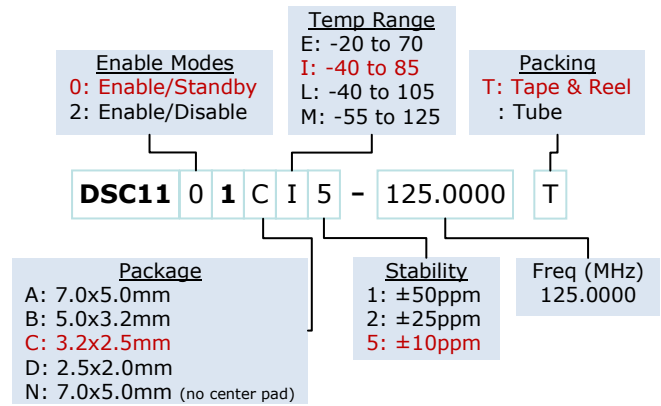 Temp Range
E: -20 to 70
I: -40 to 85
L: -40 to 105
M: -55 to 125
Enable Modes
0: Enable/Standby
2: Enable/Disable
Packing
T: Tape & Reel
: Tube
DSC11 0 1 C I 5 – 125.0000 T
Package
A: 7.0x5.0mm
B: 5.0x3.2mm
C: 3.2x2.5mm
D: 2.5x2.0mm
N: 7.0x5.0mm (no center pad)
Stability
1: ±50ppm
2: ±25ppm
5: ±10ppm
Freq (MHz)
125.0000